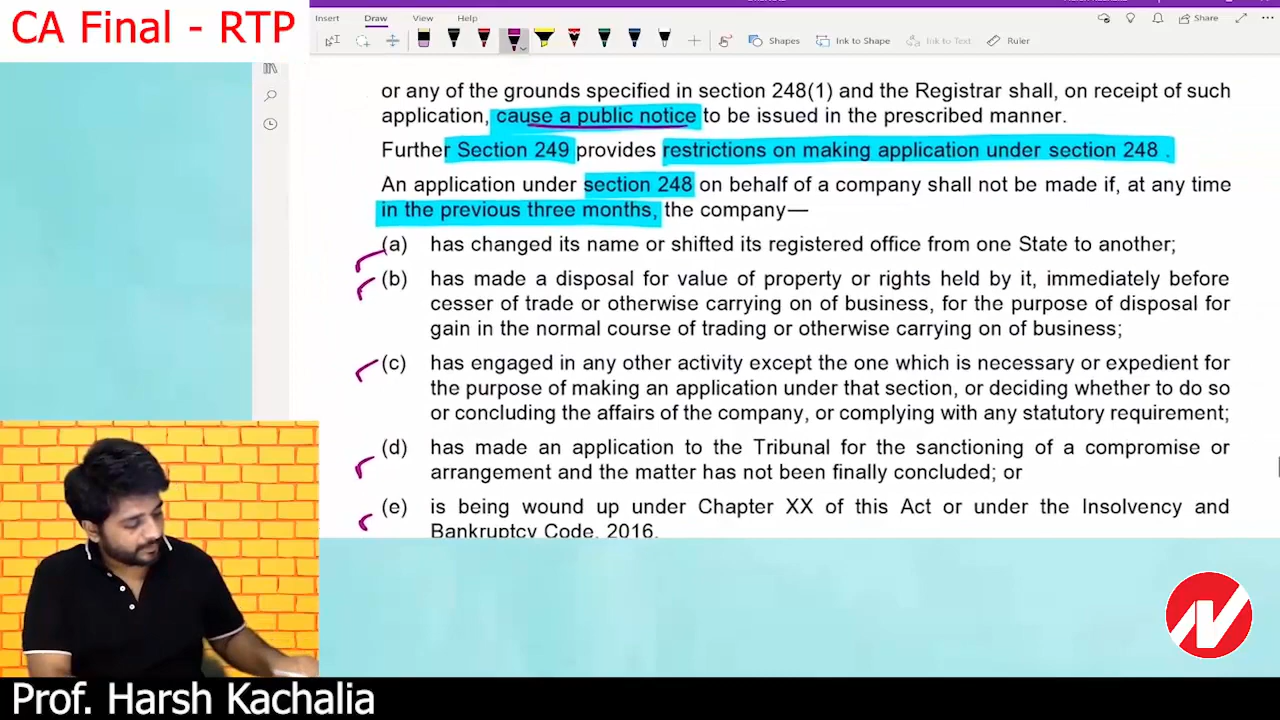 CA Final - RTP
Insert Draw View Help
Share
Shapes Ink to Shape Ink to Text Ruler
or any of the grounds specified in section 248(1) and the Registrar shall, on receipt of such
application, cause a public notice to be issued in the prescribed manner.
Further Section 249 provides restrictions on making application under section 248 .
An application under section 248 on behalf of a company shall not be made if, at any time
in the previous three months, the company—
(a) has changed its name or shifted its registered office from one State to another;
(b) has made a disposal for value of property or rights held by it, immediately before
cesser of trade or otherwise carrying on of business, for the purpose of disposal for
gain in the normal course of trading or otherwise carrying on of business;
(c) has engaged in any other activity except the one which is necessary or expedient for
the purpose of making an application under that section, or deciding whether to do so
or concluding the affairs of the company, or complying with any statutory requirement;
(d) has made an application to the Tribunal for the sanctioning of a compromise or
arrangement and the matter has not been finally concluded; or
(e) is being wound up under Chapter XX of this Act or under the Insolvency and
Bankruptcy Code, 2016.
Prof. Harsh Kachalia